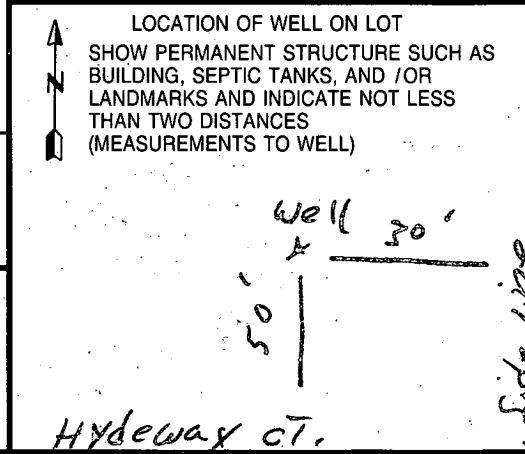 LOCATION OF WELL ON LOT
SHOW PERMANENT STRUCTURE SUCH AS
BUILDING, SEPTIC TANKS, AND /OR
LANDMARKS AND INDICATE NOT LESS
THAN TWO DISTANCES
(MEASUREMENTS TO WELL)
N
Well
30'
50'
Side Line
Hydeway CT.